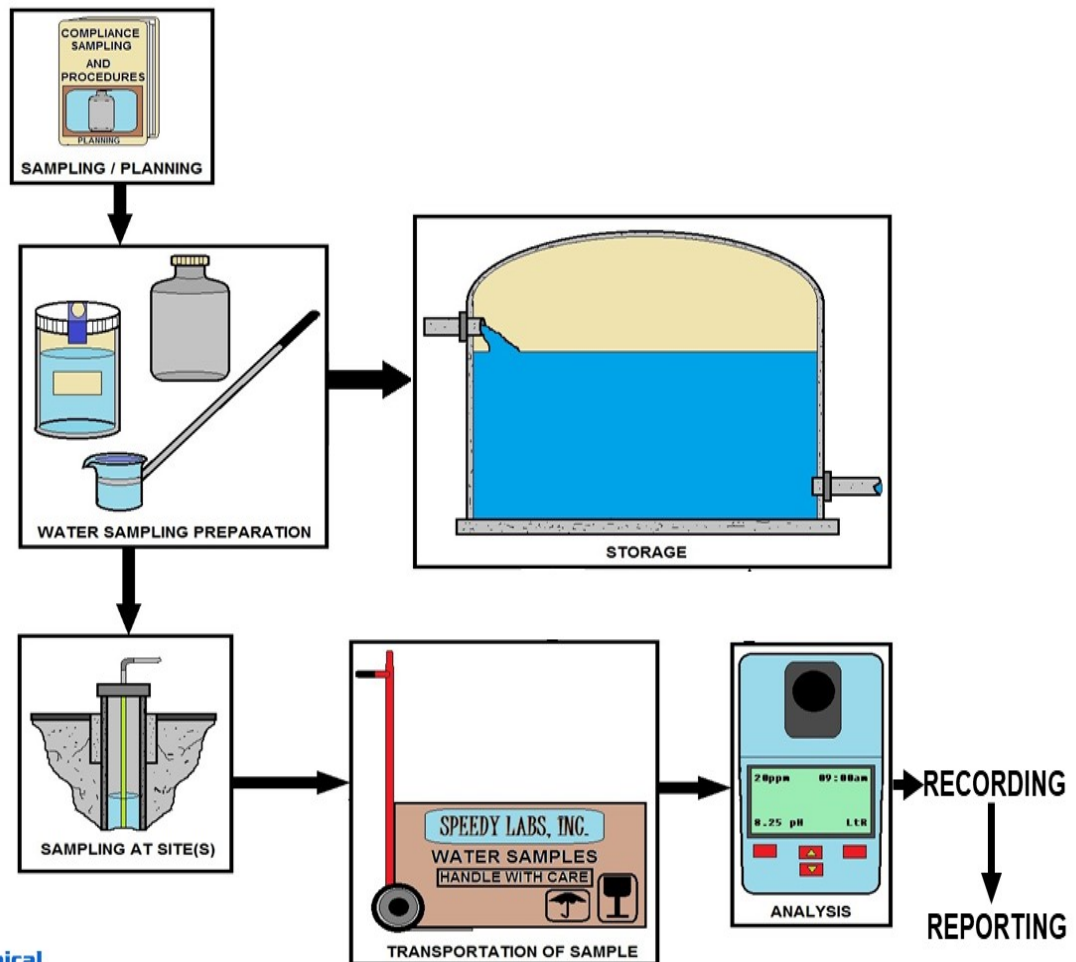 COMPLIANCE
SAMPLING
AND
PROCEDURES
PLANNING
SAMPLING / PLANNING
WATER SAMPLING PREPARATION
STORAGE
SAMPLING AT SITE(S)
SPEEDY LABS, INC.
WATER SAMPLES
HANDLE WITH CARE
TRANSPORTATION OF SAMPLE
20ppm 09:00am
8.25 pH LtR
ANALYSIS
RECORDING
REPORTING